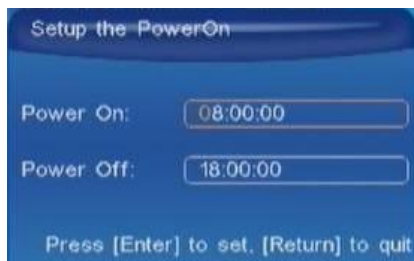 Setup the PowerOn
Power On: 08:00:00
Power Off: 18:00:00
Press [Enter] to set, [Return] to quit